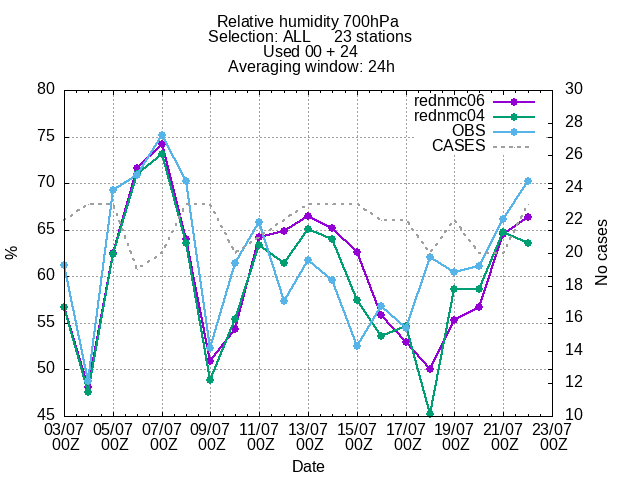 Relative humidity 700hPa
Selection: ALL 23 stations
Used 00 + 24
Averaging window: 24h
rednmc06
rednmc04
OBS
CASES
80
75
70
65
60
55
50
45
30
28
26
24
22
20
18
16
14
12
10
%
No cases
03/07 05/07 07/07 09/07 11/07 13/07 15/07 17/07 19/07 21/07 23/07
00Z 00Z 00Z 00Z 00Z 00Z 00Z 00Z 00Z 00Z 00Z
Date